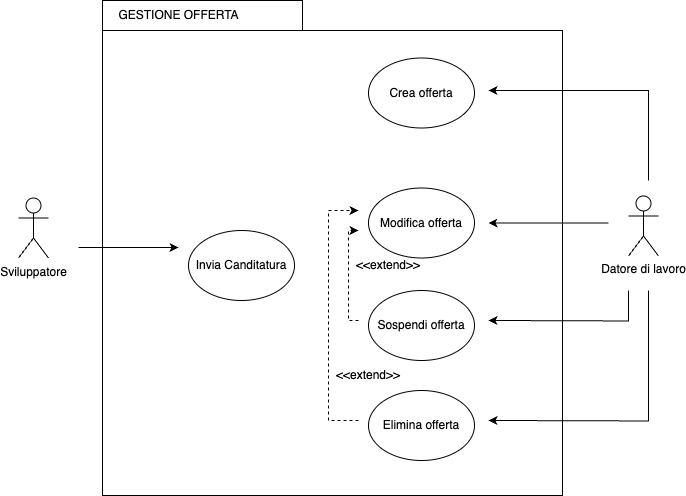 GESTIONE OFFERTA
Crea offerta
Modifica offerta
Invia Canditatura
<<extend>>
Sviluppatore
Datore di lavoro
Sospendi offerta
<<extend>>
Elimina offerta